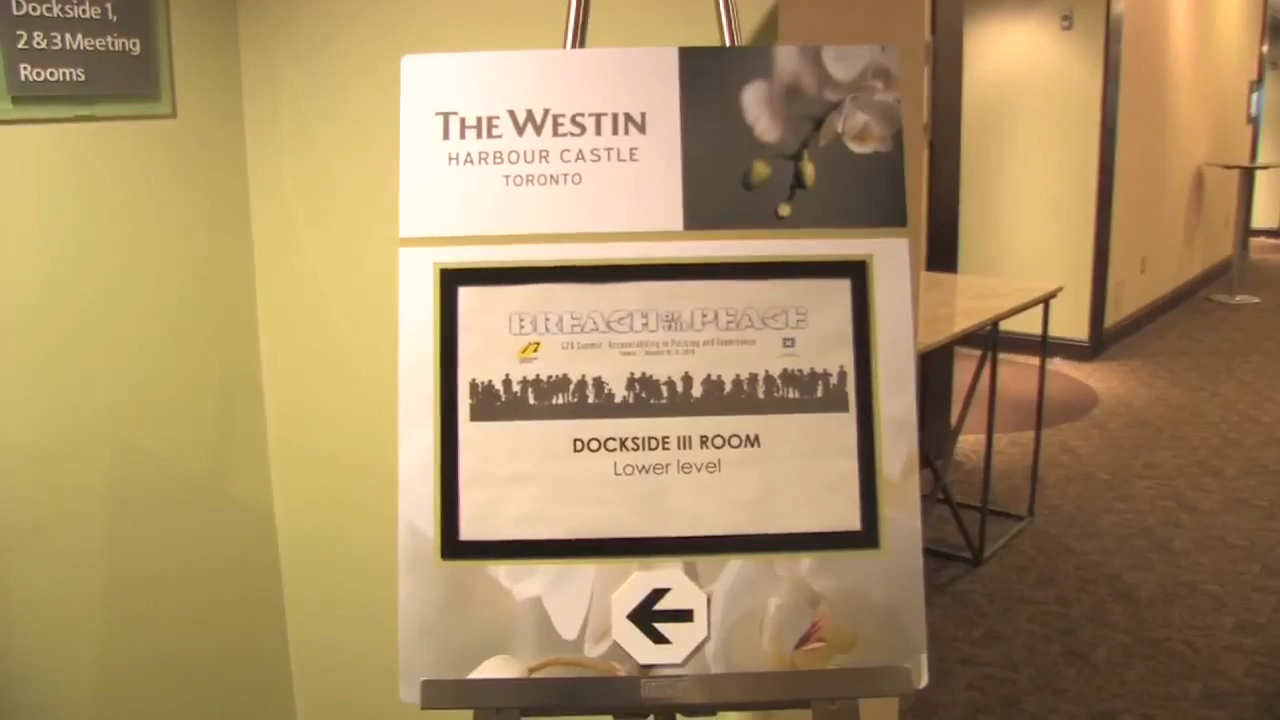 Dockside 1,
2 & 3 Meeting
Rooms
THE WESTIN
HARBOUR CASTLE
TORONTO
BREACH OF THE PEACE
G20 Summit: Accountability in Policing and Governance
DOCKSIDE III ROOM
Lower level